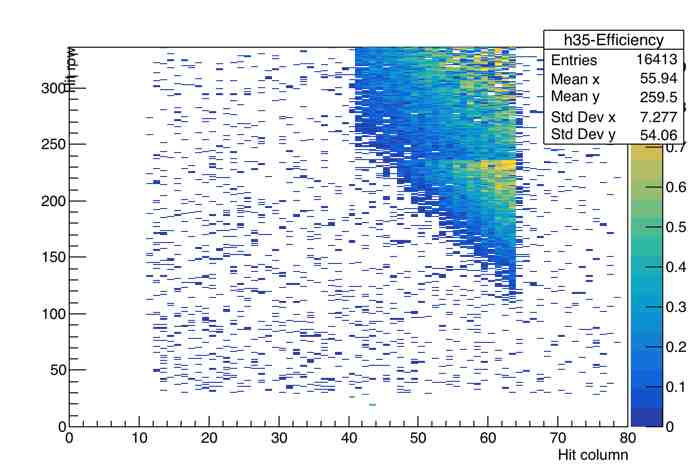 h35-Efficiency
Entries 16413
Mean x 55.94
Mean y 259.5
Std Dev x 7.277
Std Dev y 54.06
300
250
200
150
100
50
0
0 10 20 30 40 50 60 70 80
Hit column
0.7
0.6
0.5
0.4
0.3
0.2
0.1
0